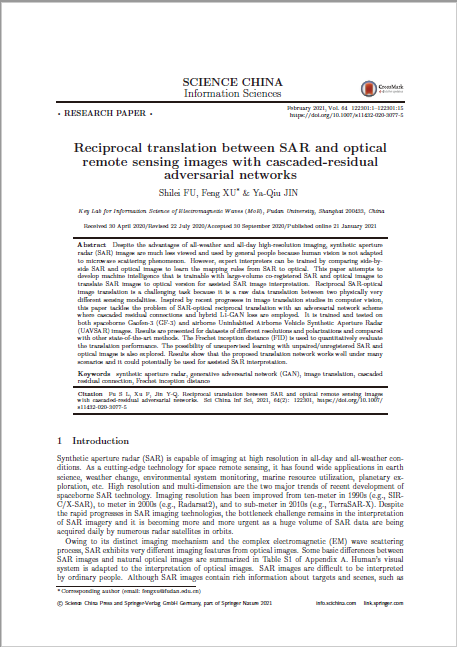 SCIENCE CHINA
Information Sciences
CrossMark
• RESEARCH PAPER •
February 2021, Vol. 64 122301:1–122301:15
https://doi.org/10.1007/s11432-020-3077-5
Reciprocal translation between SAR and optical
remote sensing images with cascaded-residual
adversarial networks
Shilei FU, Feng XU* & Ya-Qiu JIN
Key Lab for Information Science of Electromagnetic Waves (MoE), Fudan University, Shanghai 200433, China
Received 30 April 2020/Revised 22 July 2020/Accepted 30 September 2020/Published online 21 January 2021
Abstract Despite the advantages of all-weather and all-day high-resolution imaging, synthetic aperture
radar (SAR) images are much less viewed and used by general people because human vision is not adapted
to microwave scattering phenomenon. However, expert interpreters can be trained by comparing side-by-
side SAR and optical images to learn the mapping rules from SAR to optical. This paper attempts to
develop machine intelligence that is trainable with large-volume co-registered SAR and optical images to
translate SAR images to optical version for assisted SAR image interpretation. Reciprocal SAR-optical
image translation is a challenging task because it is a raw data translation between two physically very
different sensing modalities. Inspired by recent progresses in image translation studies in computer vision,
this paper tackles the problem of SAR-optical reciprocal translation with an adversarial network scheme
where cascaded residual connections and hybrid L1-GAN loss are employed. It is trained and tested on
both spaceborne Gaofen-3 (GF-3) and airborne Uninhabited Airborne Vehicle Synthetic Aperture Radar
(UAVSAR) images. Results are presented for datasets of different resolutions and polarizations and compared
with other state-of-the-art methods. The Frechet inception distance (FID) is used to quantitatively evaluate
the translation performance. The possibility of unsupervised learning with unpaired/unregistered SAR and
optical images is also explored. Results show that the proposed translation network works well under many
scenarios and it could potentially be used for assisted SAR interpretation.
Keywords synthetic aperture radar, generative adversarial network (GAN), image translation, cascaded
residual connection, Frechet inception distance
Citation Fu S L, Xu F, Jin Y-Q. Reciprocal translation between SAR and optical remote sensing images
with cascaded-residual adversarial networks. Sci China Inf Sci, 2021, 64(2): 122301, https://doi.org/10.1007/
s11432-020-3077-5
1 Introduction
Synthetic aperture radar (SAR) is capable of imaging at high resolution in all-day and all-weather con-
ditions. As a cutting-edge technology for space remote sensing, it has found wide applications in earth
science, weather change, environmental system monitoring, marine resource utilization, planetary ex-
ploration, etc. High resolution and multi-dimension are the two major trends of recent development of
spaceborne SAR technology. Imaging resolution has been improved from ten-meter in 1990s (e.g., SIR-
C/X-SAR), to meter in 2000s (e.g., Radarsat2), and to sub-meter in 2010s (e.g., TerraSAR-X). Despite
the rapid progresses in SAR imaging technologies, the bottleneck challenge remains in the interpretation
of SAR imagery and it is becoming more and more urgent as a huge volume of SAR data are being
acquired daily by numerous radar satellites in orbits.
Owing to its distinct imaging mechanism and the complex electromagnetic (EM) wave scattering
process, SAR exhibits very different imaging features from optical images. Some basic differences between
SAR images and natural optical images are summarized in Table S1 of Appendix A. Human's visual
system is adapted to the interpretation of optical images. SAR images are difficult to be interpreted
by ordinary people. Although SAR images contain rich information about targets and scenes, such as
* Corresponding author (email: fengxu@fudan.edu.cn)
© Science China Press and Springer-Verlag GmbH Germany, part of Springer Nature 2021
info.scichina.com link.springer.com